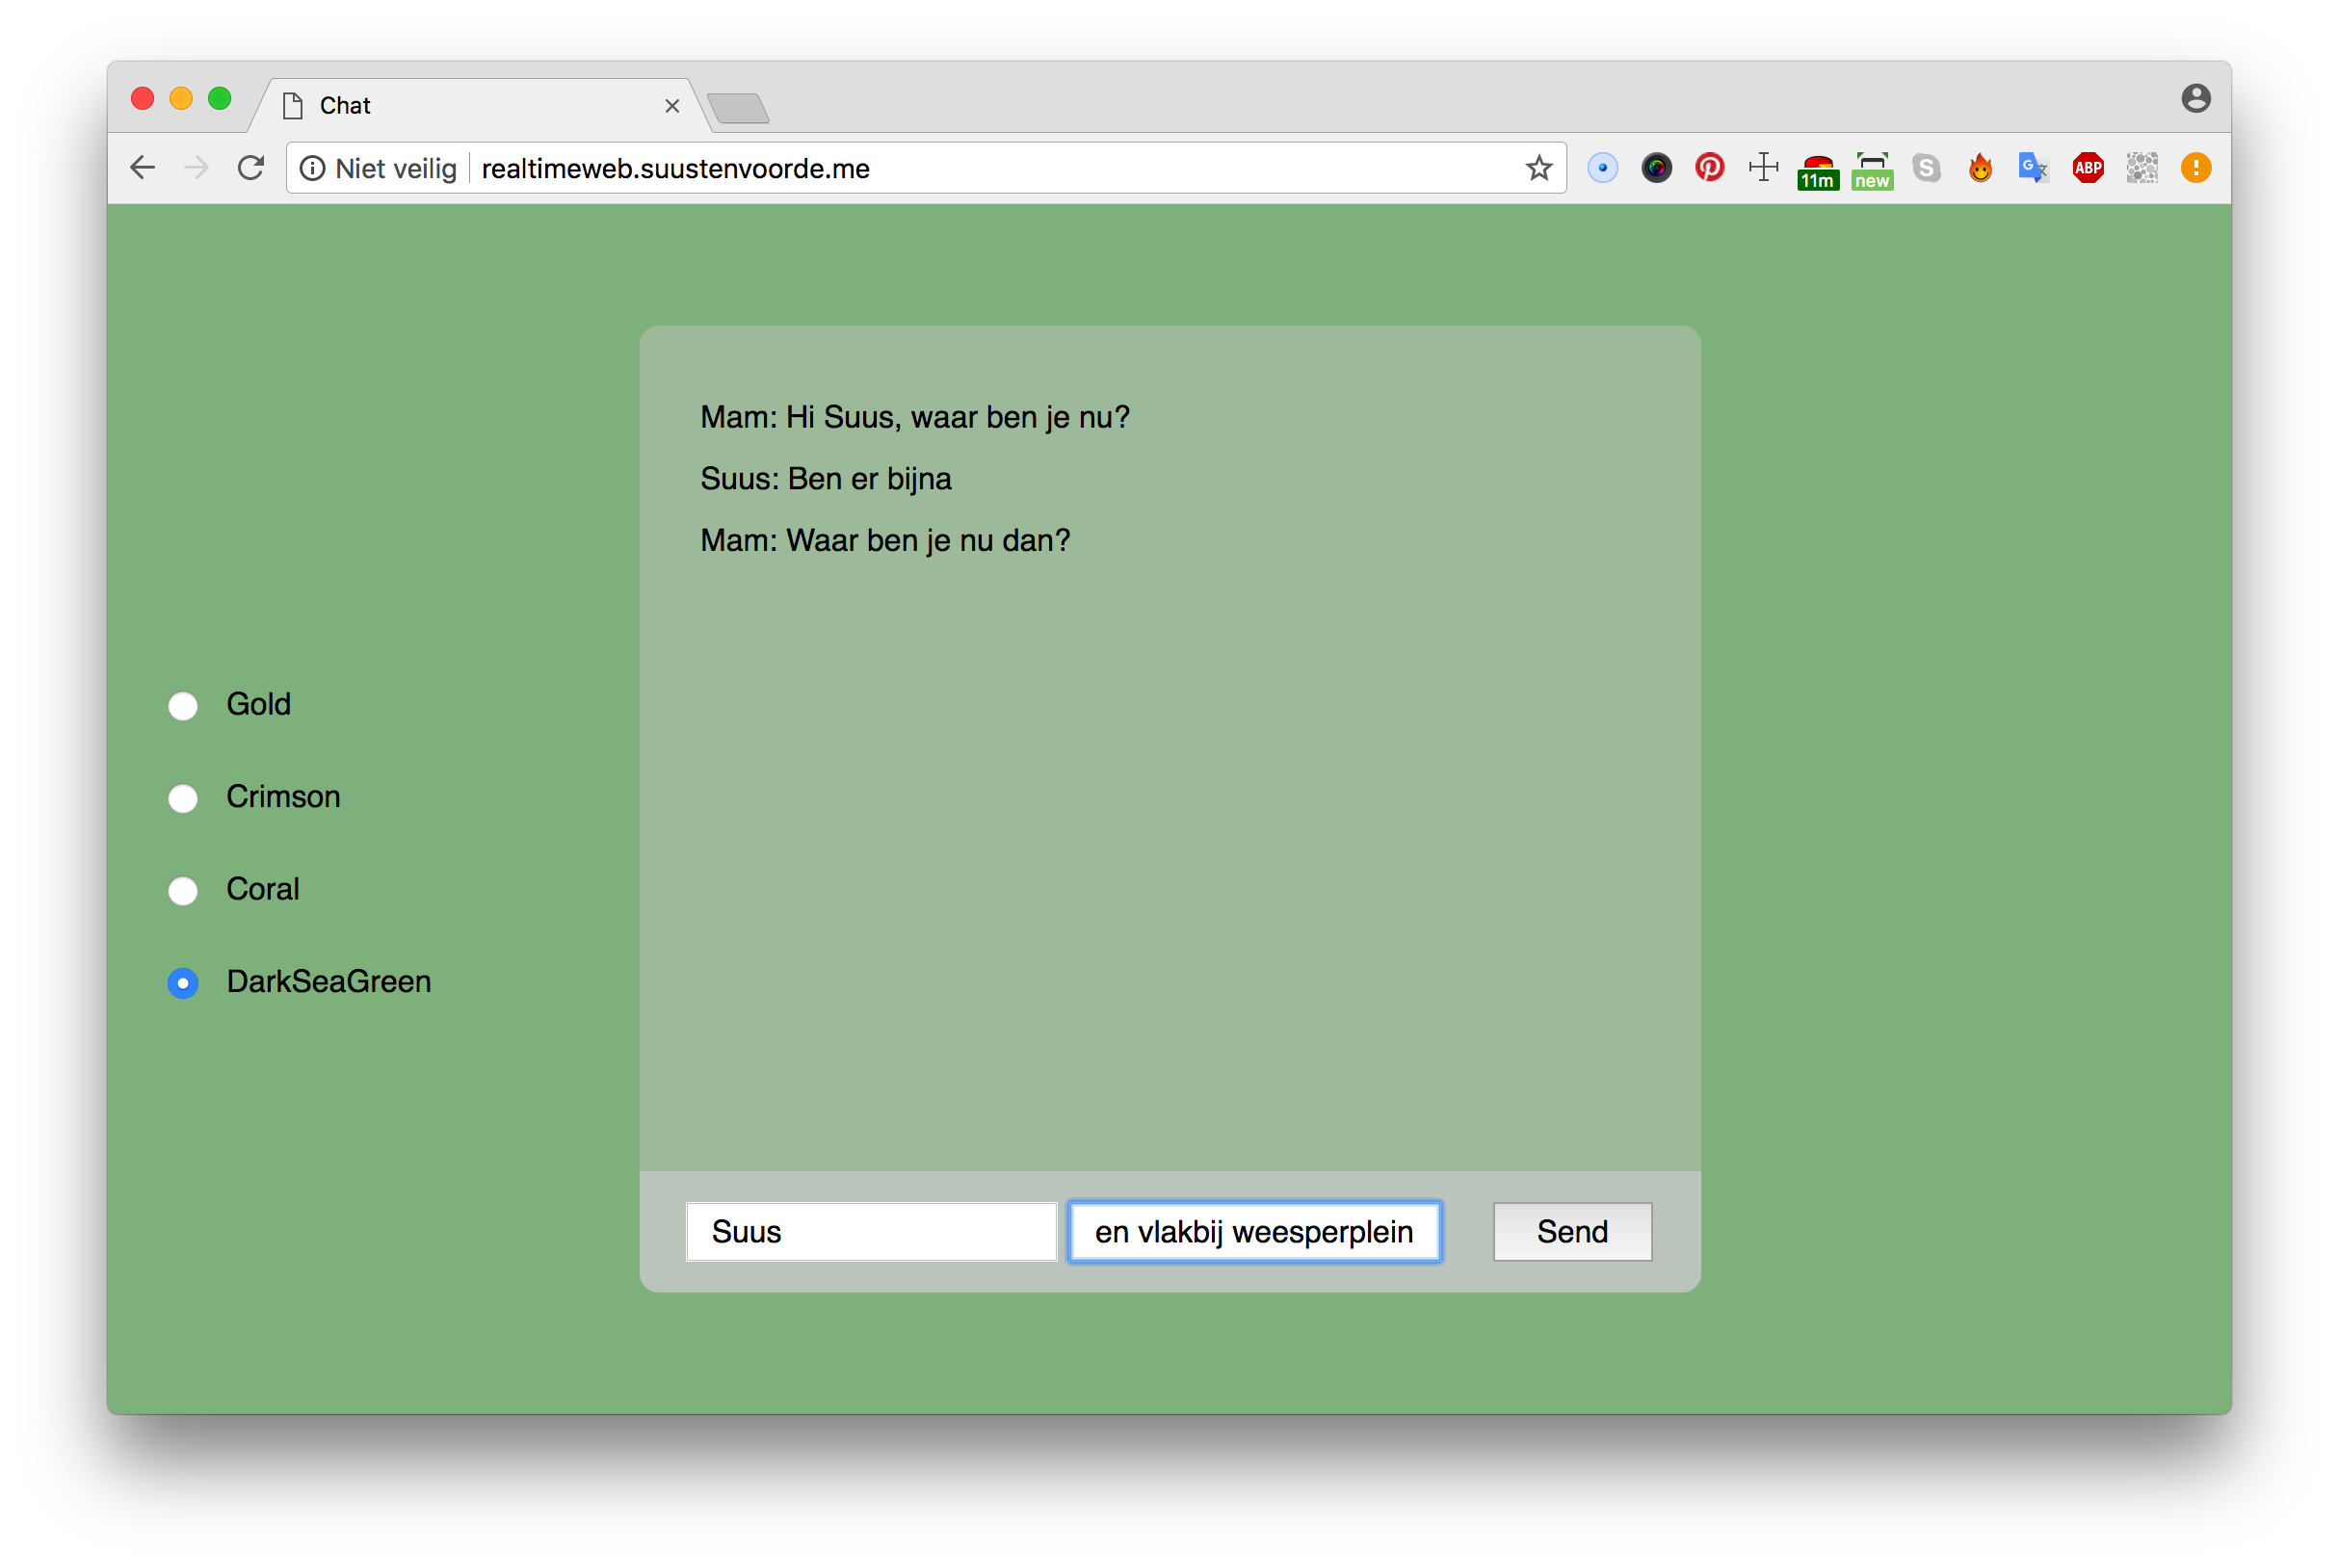 Chat
Niet veilig realtimeweb.suustenvoorde.me
11m
new
S
G
ABP
Mam: Hi Suus, waar ben je nu?
Suus: Ben er bijna
Mam: Waar ben je nu dan?
Gold
Crimson
Coral
DarkSeaGreen
Suus en vlakbij weesperplein Send